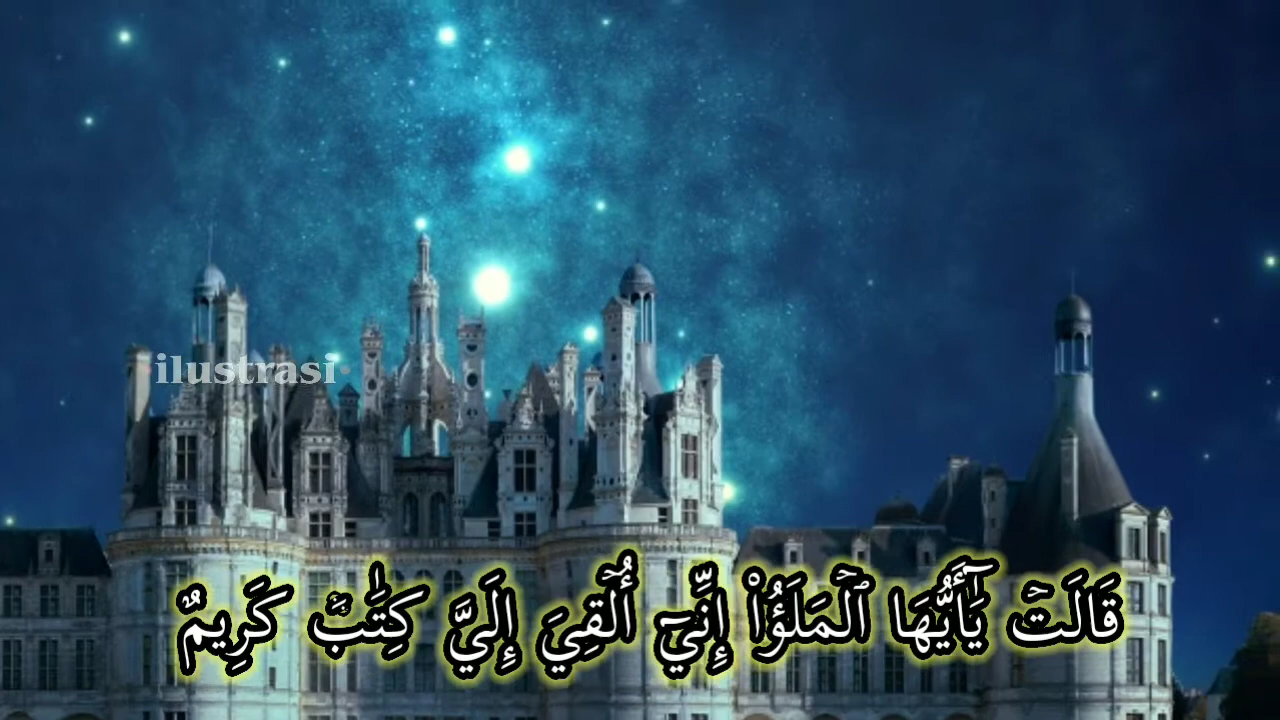 ilustrasi
قَالَتۡ يَٰٓأَيُّهَا ٱلۡمَلَؤُاْ إِنِّيٓ أُلۡقِيَ إِلَيَّ كِتَٰبٞ كَرِيمٌ